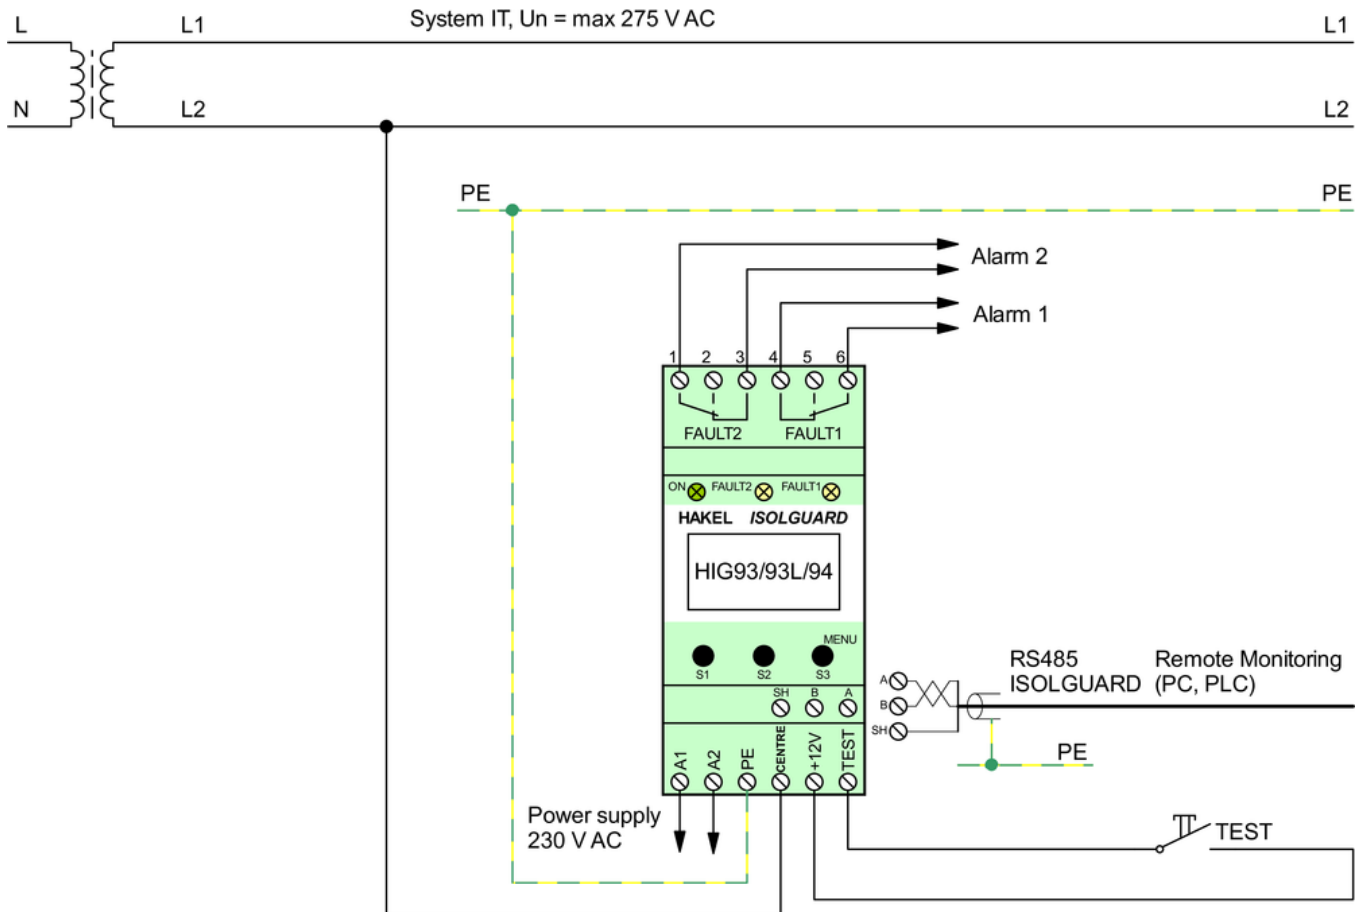 L
L1
System IT, Un = max 275 V AC
L1
N
L2
L2
PE
PE
Alarm 2
Alarm 1
1 2 3 4 5 6
FAULT2 FAULT1
ON FAULT2 FAULT1
HAKEL ISOLGUARD
HIG93/93L/94
MENU
S1 S2 S3
SH B A
A1 A2 PE CENTRE +12V TEST
A
B
SH
RS485
ISOLGUARD
Remote Monitoring
(PC, PLC)
PE
Power supply
230 V AC
TEST